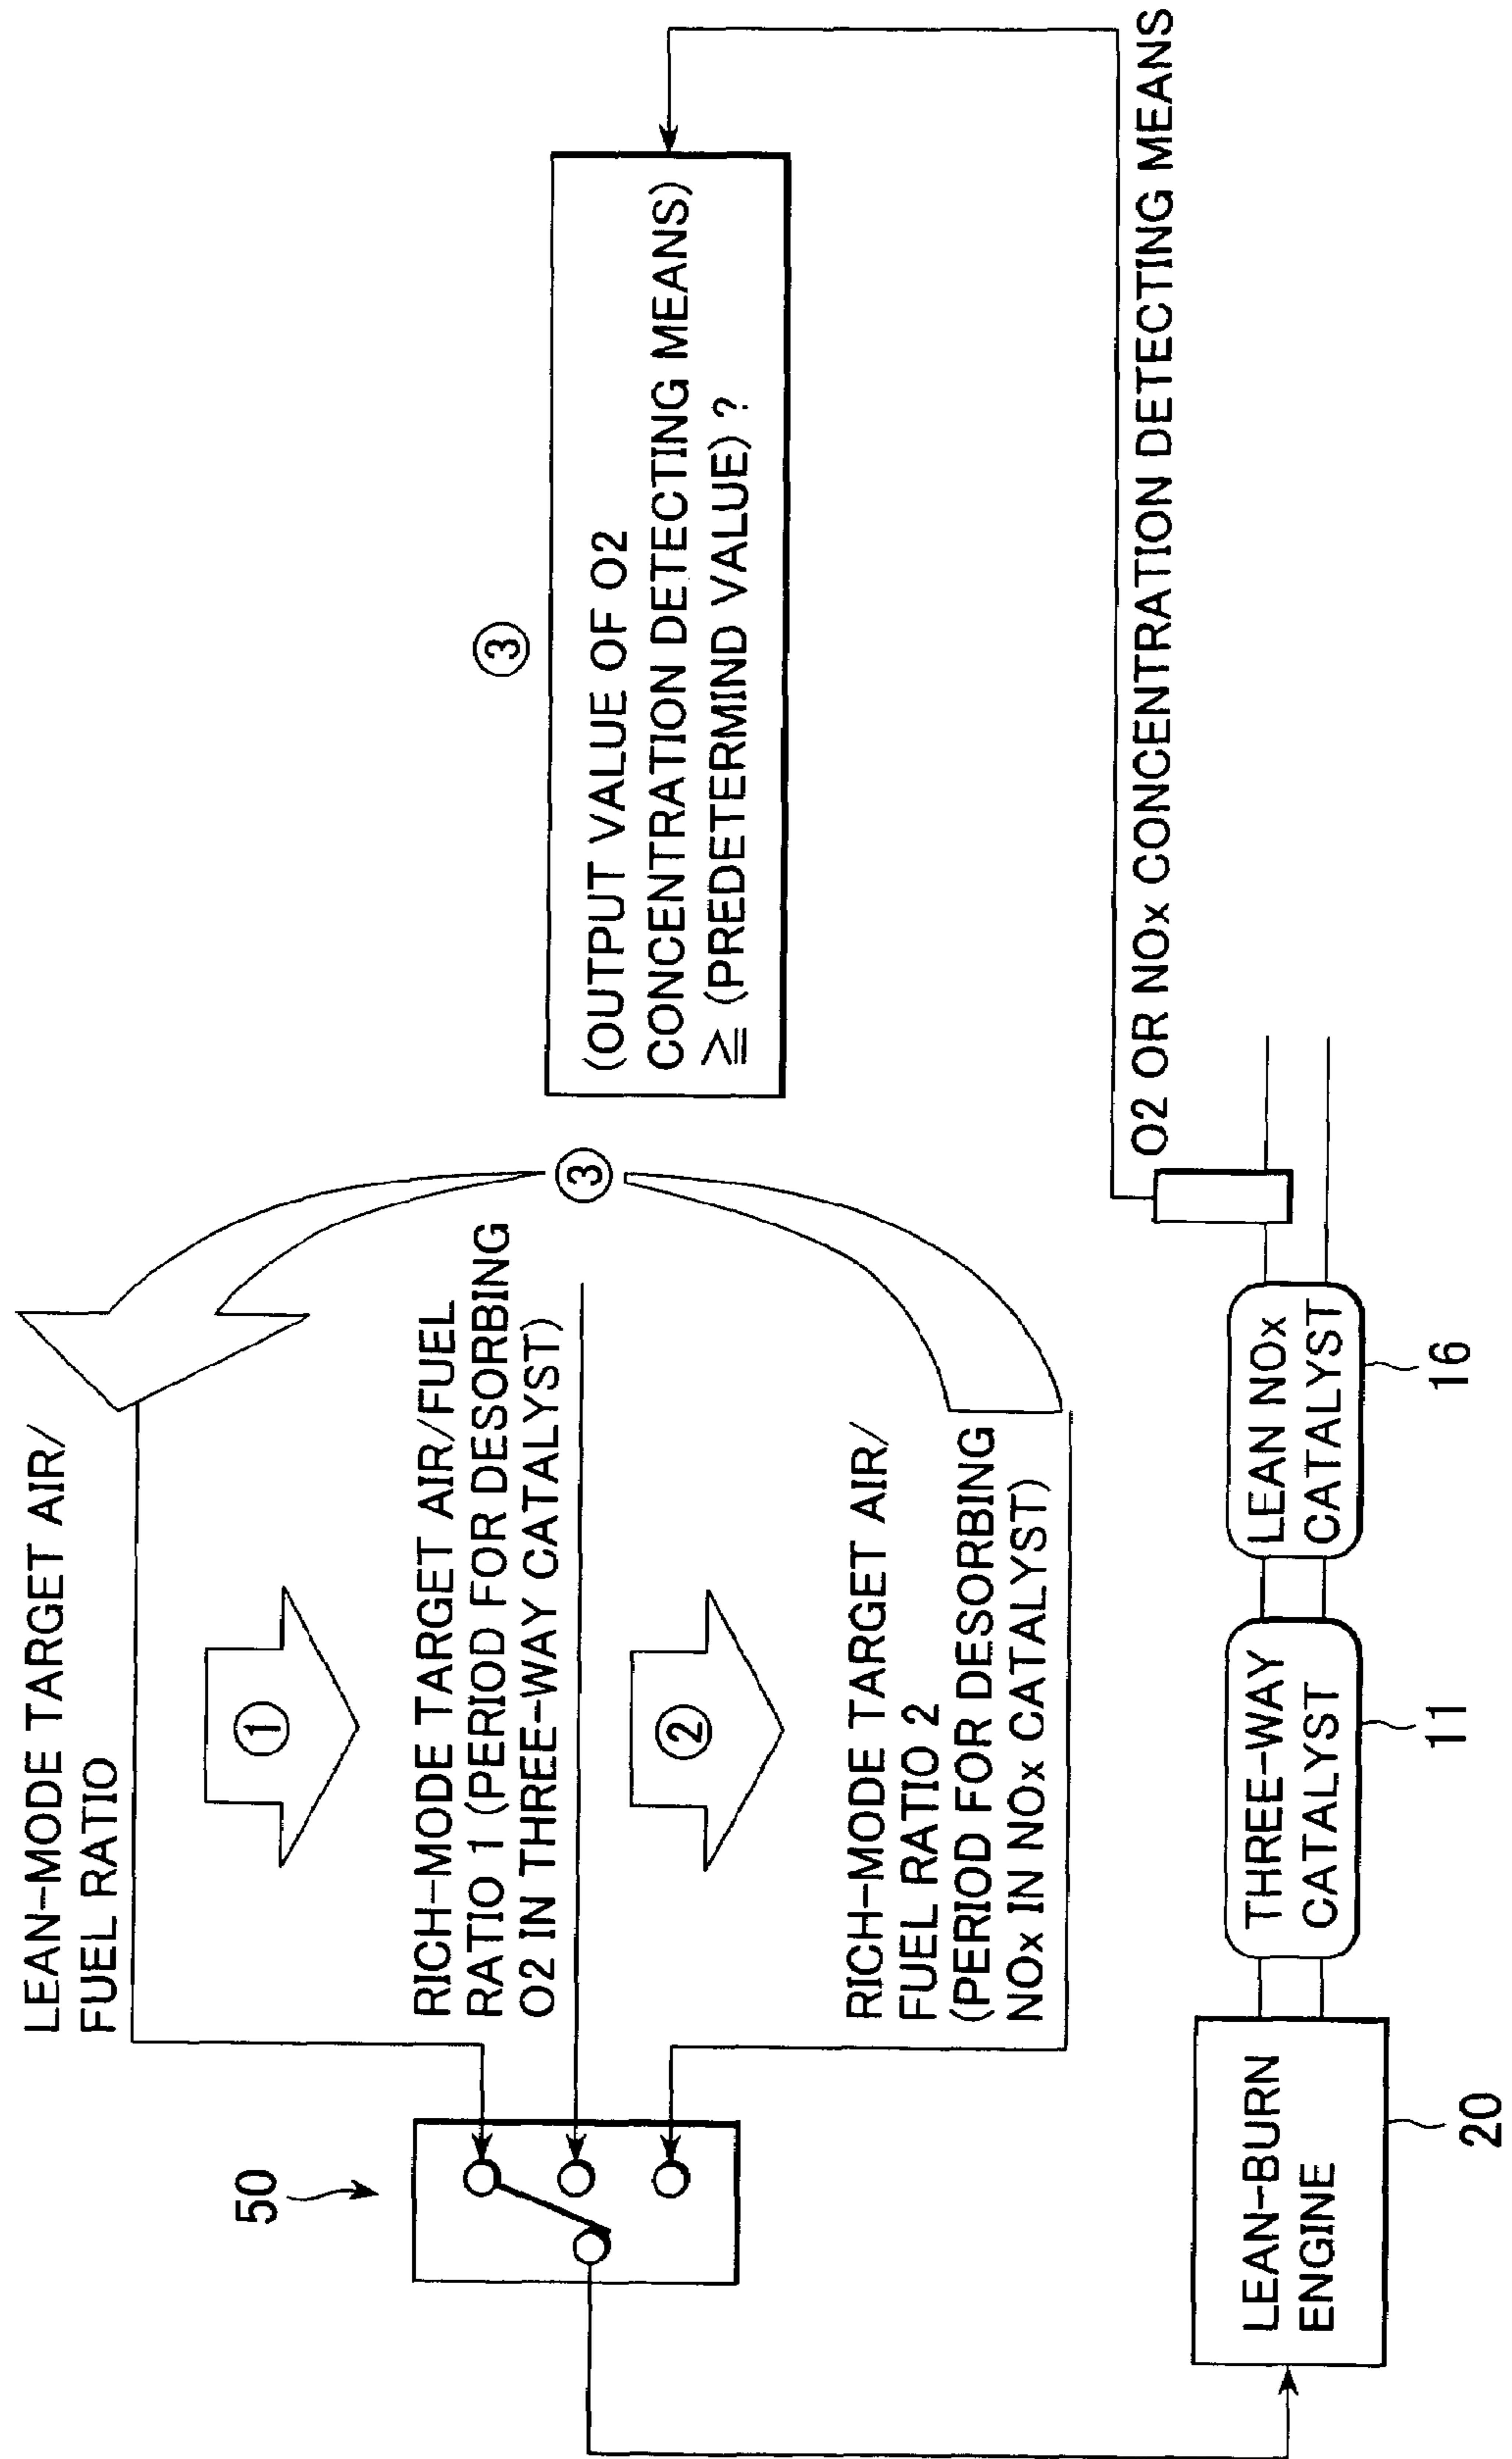 LEAN-MODE TARGET AIR/
FUEL RATIO
①
RICH-MODE TARGET AIR/FUEL
RATIO 1 (PERIOD FOR DESORBING
O2 IN THREE-WAY CATALYST)
②
RICH-MODE TARGET AIR/
FUEL RATIO 2
(PERIOD FOR DESORBING
NOx IN NOx CATALYST)
③
③
(OUTPUT VALUE OF O2
CONCENTRATION DETECTING MEANS)
≧ (PREDETERMIND VALUE) ?
50
O2 OR NOx CONCENTRATION DETECTING MEANS
LEAN-BURN
ENGINE
20
THREE-WAY
CATALYST
11
LEAN NOx
CATALYST
16